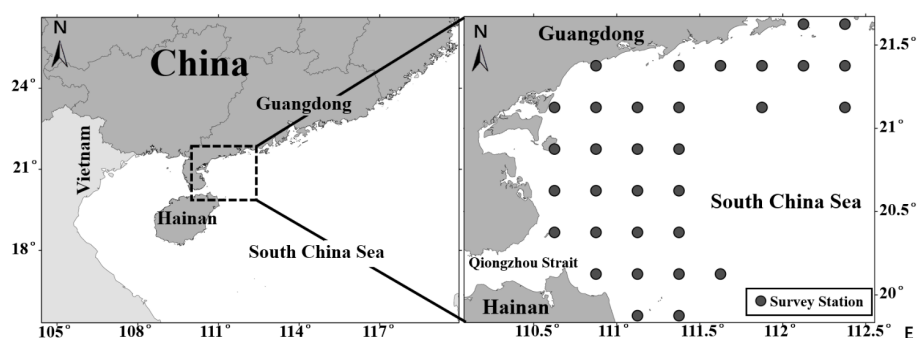 N
China
24°
Guangdong
Vietnam
21°
Hainan
18°
South China Sea
105° 108° 111° 114° 117°
N
Guangdong
21.5°
21°
South China Sea
20.5°
Qiongzhou Strait
Hainan
Survey Station
20°
110.5° 111° 111.5° 112° 112.5° E